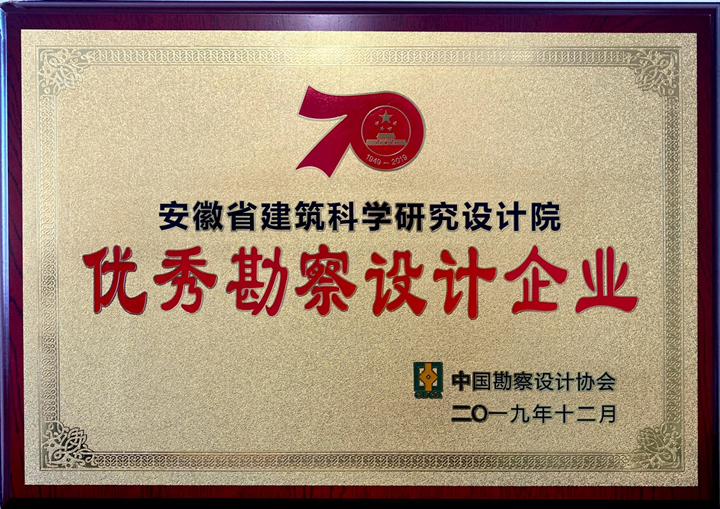 70
1949－2019
安徽省建筑科学研究设计院
优秀勘察设计企业
中国勘察设计协会
二〇一九年十二月